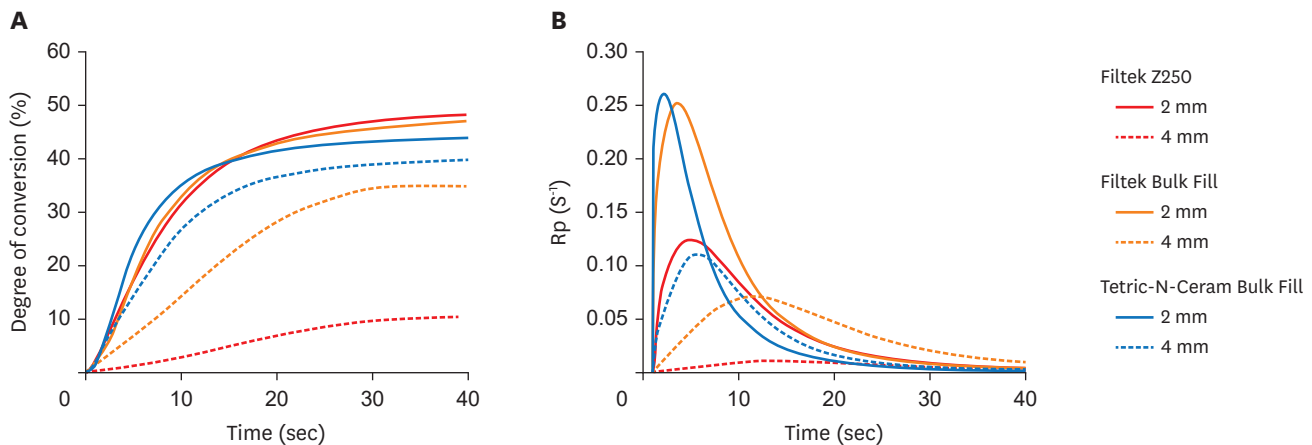 A
60
50
40
30
20
10
0
10
20
30
40
Degree of conversion (%)
Time (sec)
B
0.30
0.25
0.20
0.15
0.10
0.05
0
10
20
30
40
Rp (S⁻¹)
Time (sec)
Filtek Z250
2 mm
4 mm
Filtek Bulk Fill
2 mm
4 mm
Tetric-N-Ceram Bulk Fill
2 mm
4 mm